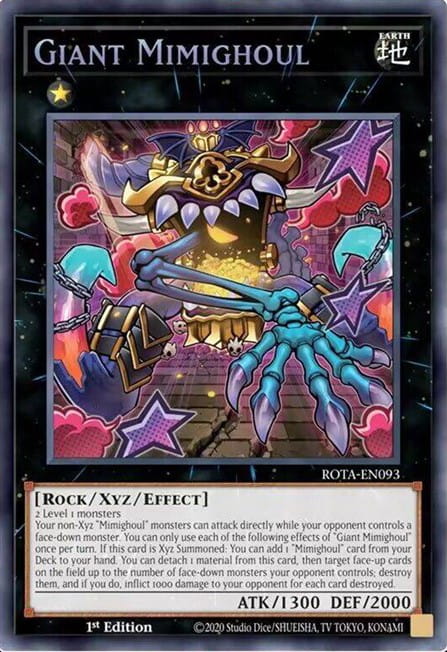 GIANT MIMIGHOUL
EARTH
地
ROTA-EN093
[ROCK/XYZ/EFFECT]
2 Level 1 monsters
Your non-Xyz "Mimighoul" monsters can attack directly while your opponent controls a
face-down monster. You can only use each of the following effects of "Giant Mimighoul"
once per turn. If this card is Xyz Summoned: You can add 1 "Mimighoul" card from your
Deck to your hand. You can detach 1 material from this card, then target face-up cards
on the field up to the number of face-down monsters your opponent controls; destroy
them, and if you do, inflict 1000 damage to your opponent for each card destroyed.
ATK/1300 DEF/2000
1st Edition
©2020 Studio Dice/SHUEISHA, TV TOKYO, KONAMI